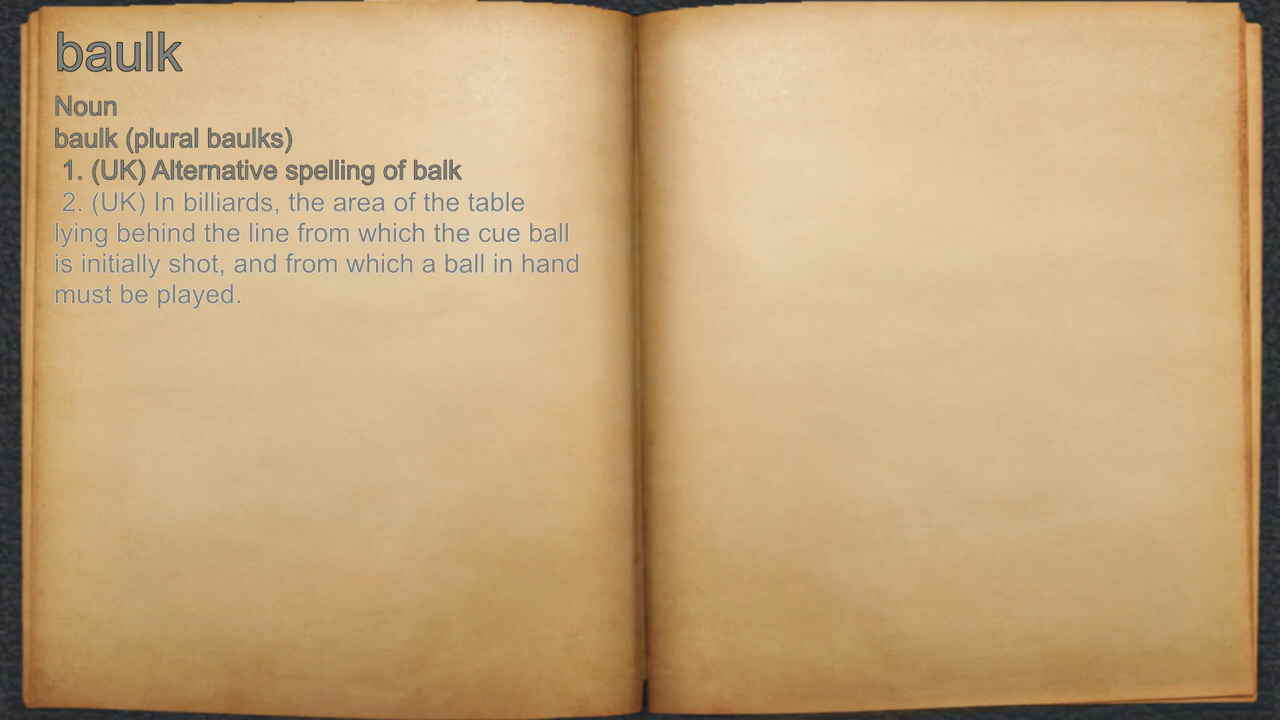 baulk
Noun
baulk (plural baulks)
1. (UK) Alternative spelling of balk
2. (UK) In billiards, the area of the table
lying behind the line from which the cue ball
is initially shot, and from which a ball in hand
must be played.